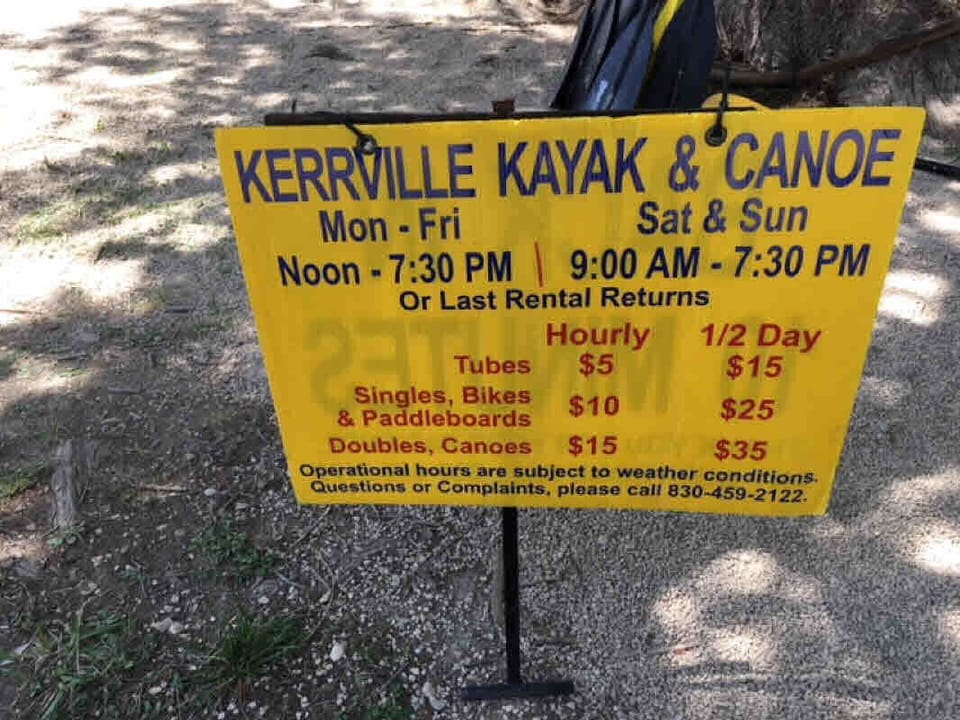 KERRVILLE KAYAK & CANOE
Mon - Fri Sat & Sun
Noon - 7:30 PM | 9:00 AM - 7:30 PM
Or Last Rental Returns
Hourly 1/2 Day
Tubes $5 $15
Singles, Bikes
& Paddleboards $10 $25
Doubles, Canoes $15 $35
Operational hours are subject to weather conditions.
Questions or Complaints, please call 830-459-2122.